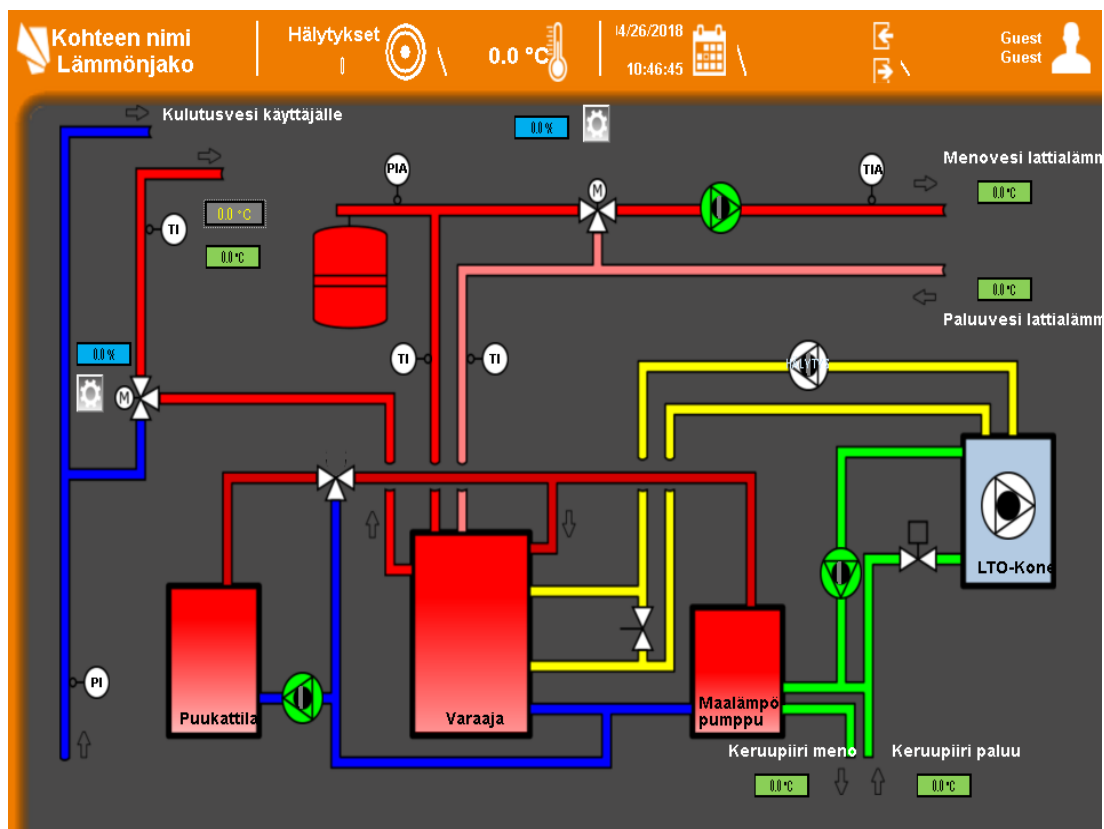 Kohteen nimi
Lämmönjako
Hälytykset
0
0.0 °C
04/26/2018
10:46:45
Guest
Guest
Kulutusvesi käyttäjälle
0.0 %
PIA
M
TIA
Menovesi lattialämm
0.0 °C
TI
0.0 °C
0.0 °C
0.0 °C
Paluuvesi lattialämm
0.0 %
TI
TI
M
LTO-Kone
PI
Puukattila
Varaaja
Maalämpö
pumppu
Keruupiiri meno
Keruupiiri paluu
0.0 °C
0.0 °C